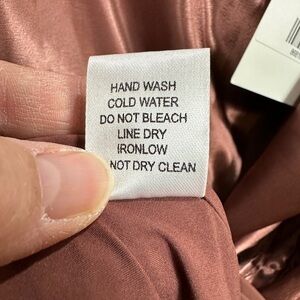 HAND WASH
COLD WATER
DO NOT BLEACH
LINE DRY
IRONLOW
NOT DRY CLEAN